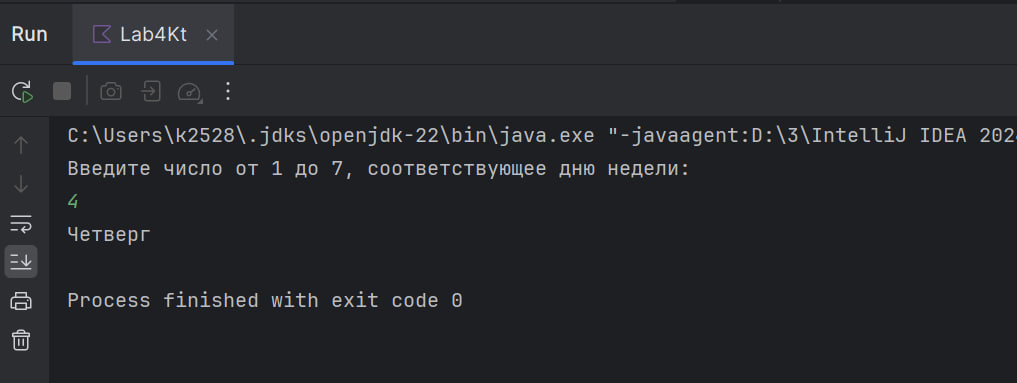 Run
Lab4Kt
C:\Users\k2528\.jdks\openjdk-22\bin\java.exe "-javaagent:D:\3\IntelliJ IDEA 202
Введите число от 1 до 7, соответствующее дню недели:
4
Четверг
Process finished with exit code 0